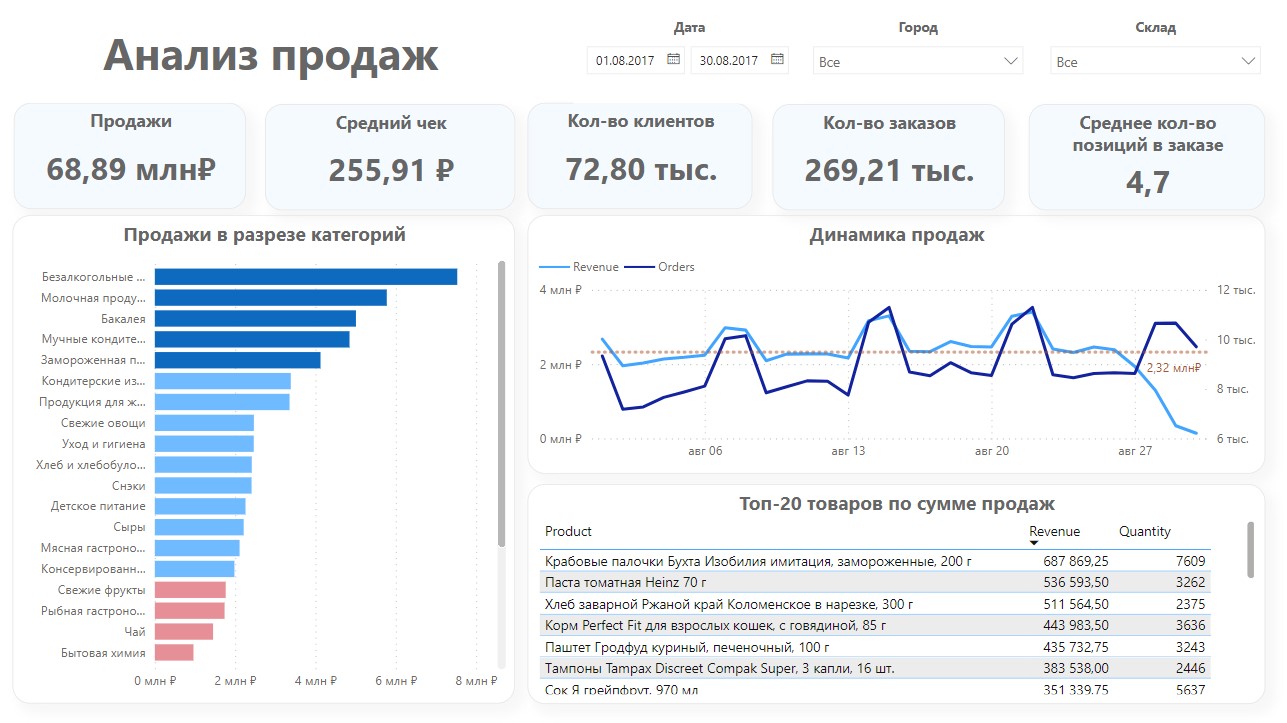 Анализ продаж
Дата
01.08.2017
30.08.2017
Город
Все
Склад
Все
Продажи
68,89 млн₽
Средний чек
255,91 ₽
Кол-во клиентов
72,80 тыс.
Кол-во заказов
269,21 тыс.
Среднее кол-во
позиций в заказе
4,7
Продажи в разрезе категорий
Безалкогольные ...
Молочная проду...
Бакалея
Мучные кондите...
Замороженная п...
Кондитерские из...
Продукция для ж...
Свежие овощи
Уход и гигиена
Хлеб и хлебобуло...
Снэки
Детское питание
Сыры
Мясная гастроно...
Консервированн...
Свежие фрукты
Рыбная гастроно...
Чай
Бытовая химия
0 млн ₽
2 млн ₽
4 млн ₽
6 млн ₽
8 млн ₽
Динамика продаж
Revenue
Orders
4 млн ₽
2 млн ₽
0 млн ₽
12 тыс.
10 тыс.
8 тыс.
6 тыс.
2,32 млн₽
авг 06
авг 13
авг 20
авг 27
Топ-20 товаров по сумме продаж
Product Revenue Quantity
Крабовые палочки Бухта Изобилия имитация, замороженные, 200 г 687 869,25 7609
Паста томатная Heinz 70 г 536 593,50 3262
Хлеб заварной Ржаной край Коломенское в нарезке, 300 г 511 564,50 2375
Корм Perfect Fit для взрослых кошек, с говядиной, 85 г 443 983,50 3636
Паштет Гродфуд куриный, печеночный, 100 г 435 732,75 3243
Тампоны Tampax Discreet Compak Super, 3 капли, 16 шт. 383 538,00 2446
Сок Я грейпфрут, 970 мл 351 339,75 5637